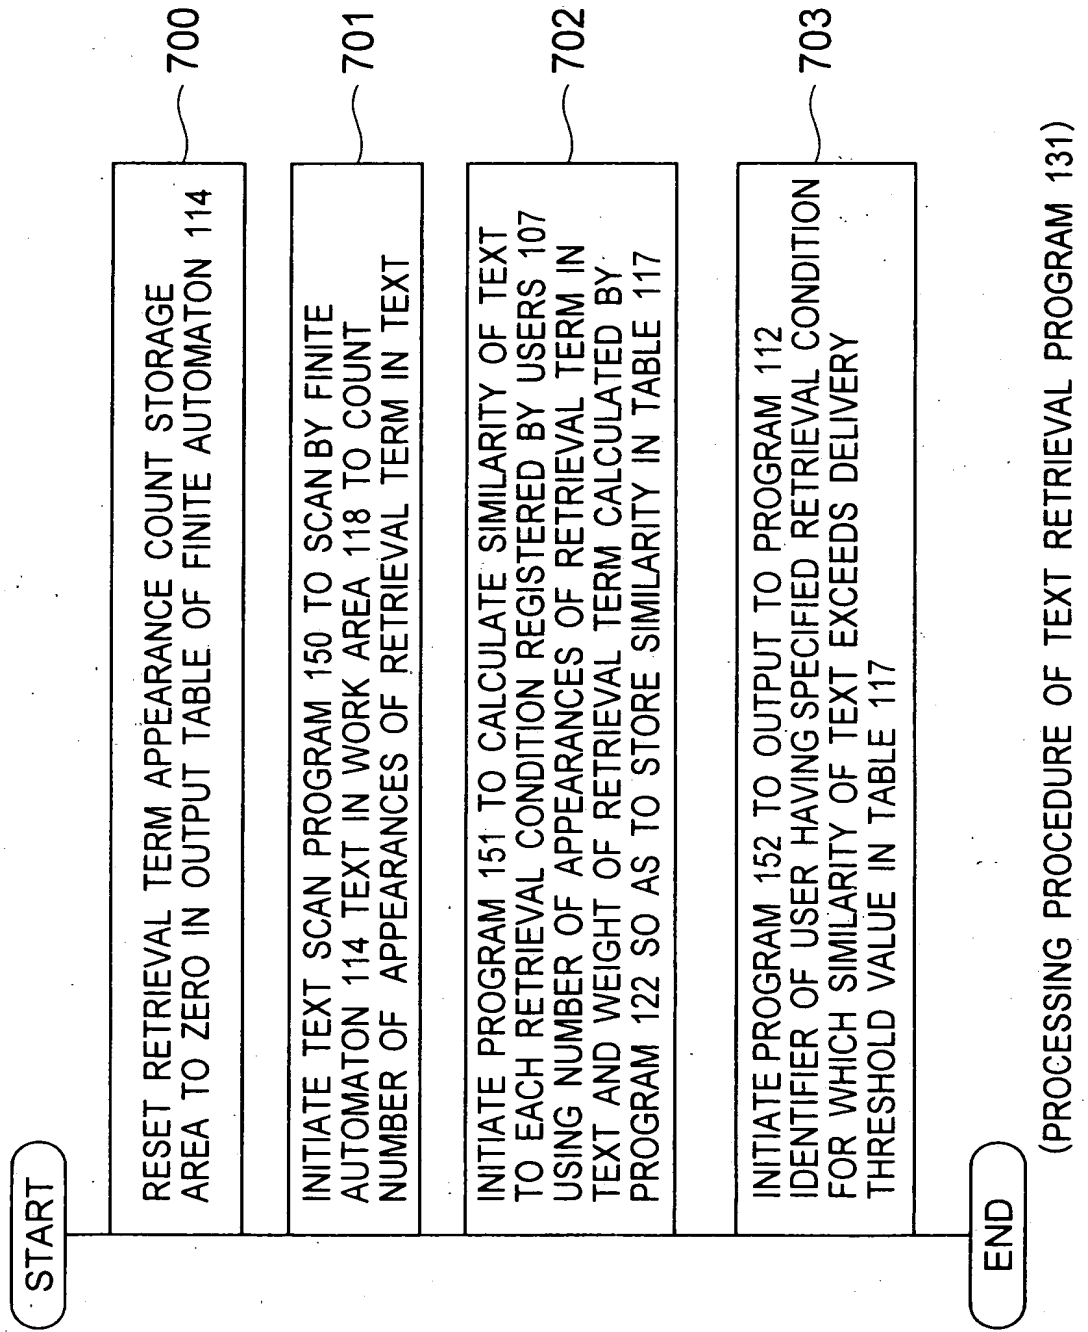 START
RESET RETRIEVAL TERM APPEARANCE COUNT STORAGE
AREA TO ZERO IN OUTPUT TABLE OF FINITE AUTOMATON 114
700
INITIATE TEXT SCAN PROGRAM 150 TO SCAN BY FINITE
AUTOMATON 114 TEXT IN WORK AREA 118 TO COUNT
NUMBER OF APPEARANCES OF RETRIEVAL TERM IN TEXT
701
INITIATE PROGRAM 151 TO CALCULATE SIMILARITY OF TEXT
TO EACH RETRIEVAL CONDITION REGISTERED BY USERS 107
USING NUMBER OF APPEARANCES OF RETRIEVAL TERM IN
TEXT AND WEIGHT OF RETRIEVAL TERM CALCULATED BY
PROGRAM 122 SO AS TO STORE SIMILARITY IN TABLE 117
702
INITIATE PROGRAM 152 TO OUTPUT TO PROGRAM 112
IDENTIFIER OF USER HAVING SPECIFIED RETRIEVAL CONDITION
FOR WHICH SIMILARITY OF TEXT EXCEEDS DELIVERY
THRESHOLD VALUE IN TABLE 117
703
END
(PROCESSING PROCEDURE OF TEXT RETRIEVAL PROGRAM 131)